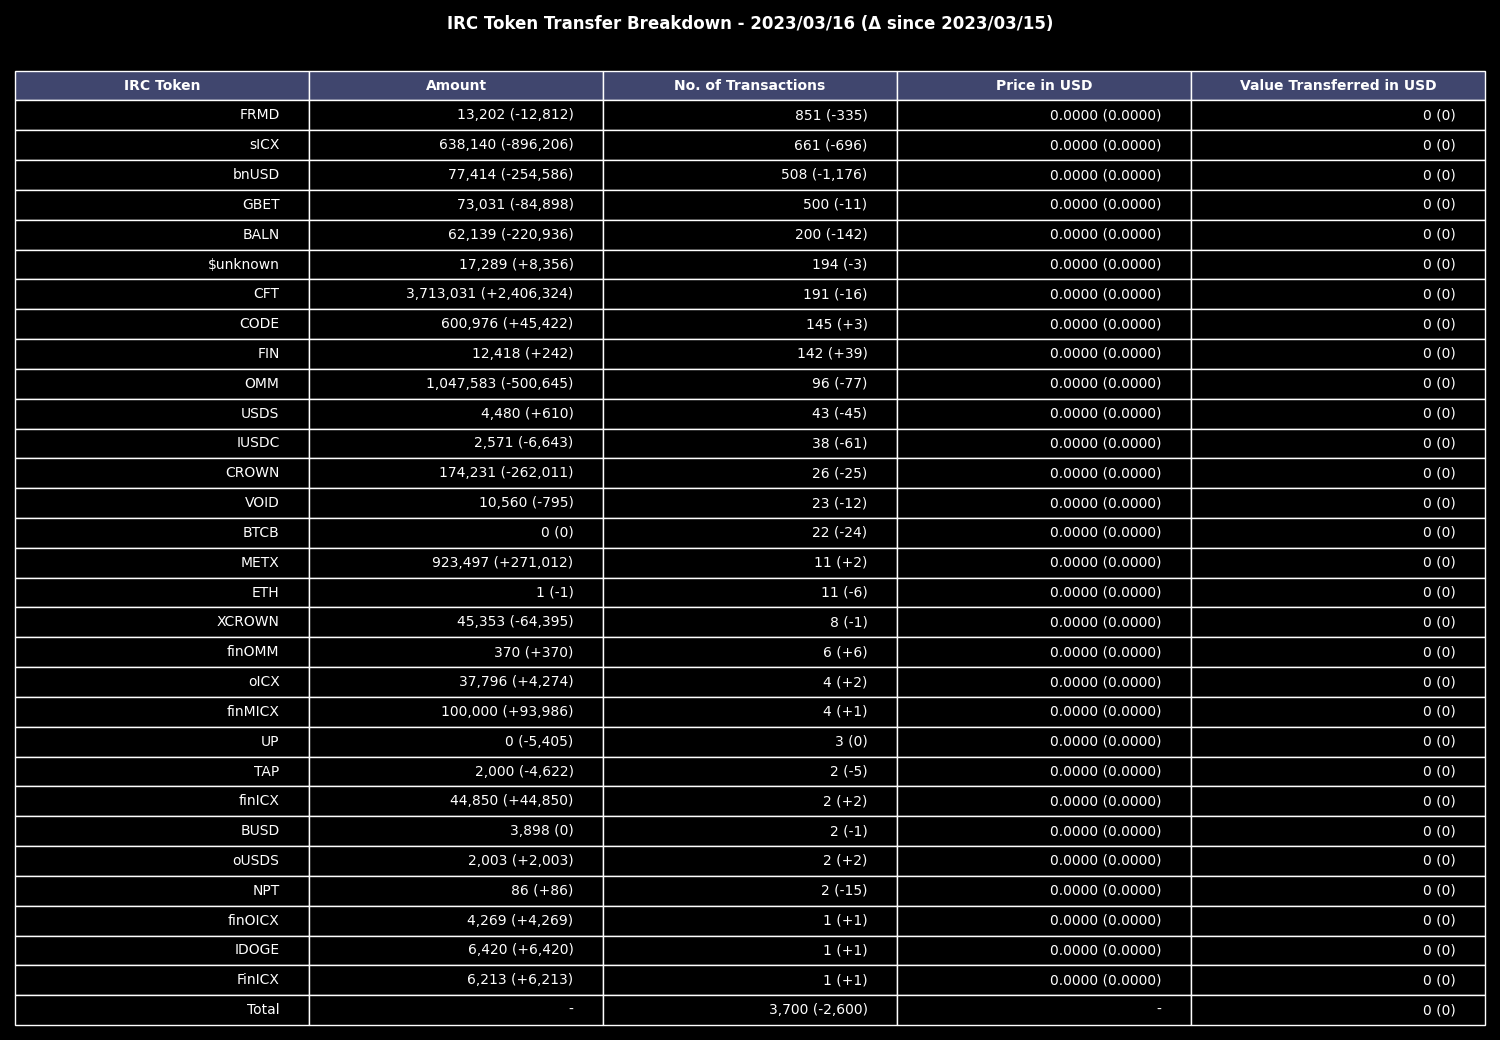 IRC Token Transfer Breakdown - 2023/03/16 (Δ since 2023/03/15)
IRC Token Amount No. of Transactions Price in USD Value Transferred in USD
FRMD 13,202 (-12,812) 851 (-335) 0.0000 (0.0000) 0 (0)
sICX 638,140 (-896,206) 661 (-696) 0.0000 (0.0000) 0 (0)
bnUSD 77,414 (-254,586) 508 (-1,176) 0.0000 (0.0000) 0 (0)
GBET 73,031 (-84,898) 500 (-11) 0.0000 (0.0000) 0 (0)
BALN 62,139 (-220,936) 200 (-142) 0.0000 (0.0000) 0 (0)
$unknown 17,289 (+8,356) 194 (-3) 0.0000 (0.0000) 0 (0)
CFT 3,713,031 (+2,406,324) 191 (-16) 0.0000 (0.0000) 0 (0)
CODE 600,976 (+45,422) 145 (+3) 0.0000 (0.0000) 0 (0)
FIN 12,418 (+242) 142 (+39) 0.0000 (0.0000) 0 (0)
OMM 1,047,583 (-500,645) 96 (-77) 0.0000 (0.0000) 0 (0)
USDS 4,480 (+610) 43 (-45) 0.0000 (0.0000) 0 (0)
IUSDC 2,571 (-6,643) 38 (-61) 0.0000 (0.0000) 0 (0)
CROWN 174,231 (-262,011) 26 (-25) 0.0000 (0.0000) 0 (0)
VOID 10,560 (-795) 23 (-12) 0.0000 (0.0000) 0 (0)
BTCB 0 (0) 22 (-24) 0.0000 (0.0000) 0 (0)
METX 923,497 (+271,012) 11 (+2) 0.0000 (0.0000) 0 (0)
ETH 1 (-1) 11 (-6) 0.0000 (0.0000) 0 (0)
XCROWN 45,353 (-64,395) 8 (-1) 0.0000 (0.0000) 0 (0)
finOMM 370 (+370) 6 (+6) 0.0000 (0.0000) 0 (0)
oICX 37,796 (+4,274) 4 (+2) 0.0000 (0.0000) 0 (0)
finMICX 100,000 (+93,986) 4 (+1) 0.0000 (0.0000) 0 (0)
UP 0 (-5,405) 3 (0) 0.0000 (0.0000) 0 (0)
TAP 2,000 (-4,622) 2 (-5) 0.0000 (0.0000) 0 (0)
finICX 44,850 (+44,850) 2 (+2) 0.0000 (0.0000) 0 (0)
BUSD 3,898 (0) 2 (-1) 0.0000 (0.0000) 0 (0)
oUSDS 2,003 (+2,003) 2 (+2) 0.0000 (0.0000) 0 (0)
NPT 86 (+86) 2 (-15) 0.0000 (0.0000) 0 (0)
finOICX 4,269 (+4,269) 1 (+1) 0.0000 (0.0000) 0 (0)
IDOGE 6,420 (+6,420) 1 (+1) 0.0000 (0.0000) 0 (0)
FinICX 6,213 (+6,213) 1 (+1) 0.0000 (0.0000) 0 (0)
Total - 3,700 (-2,600) - 0 (0)